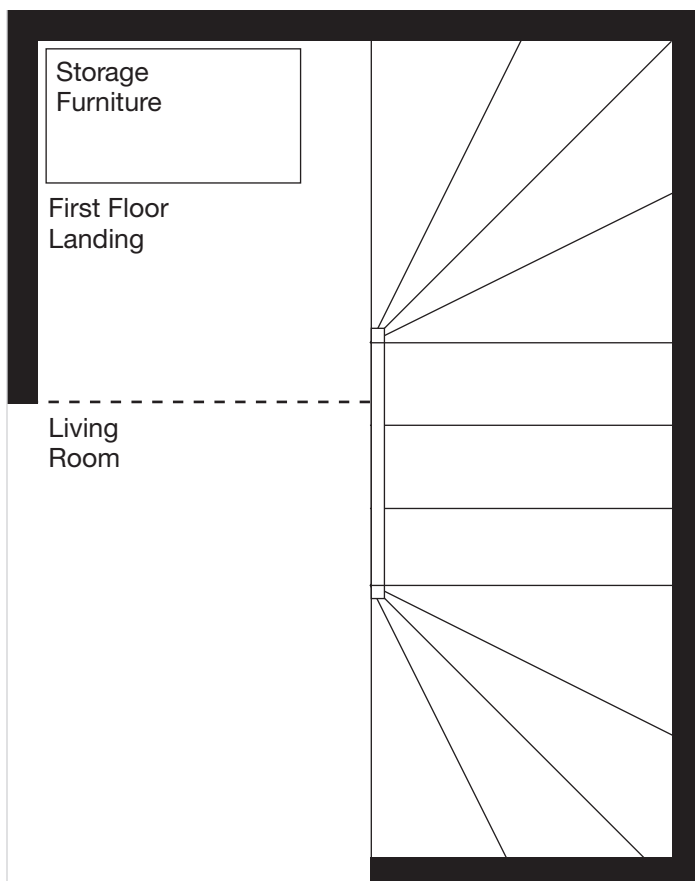 Storage
Furniture
First Floor
Landing
Living
Room